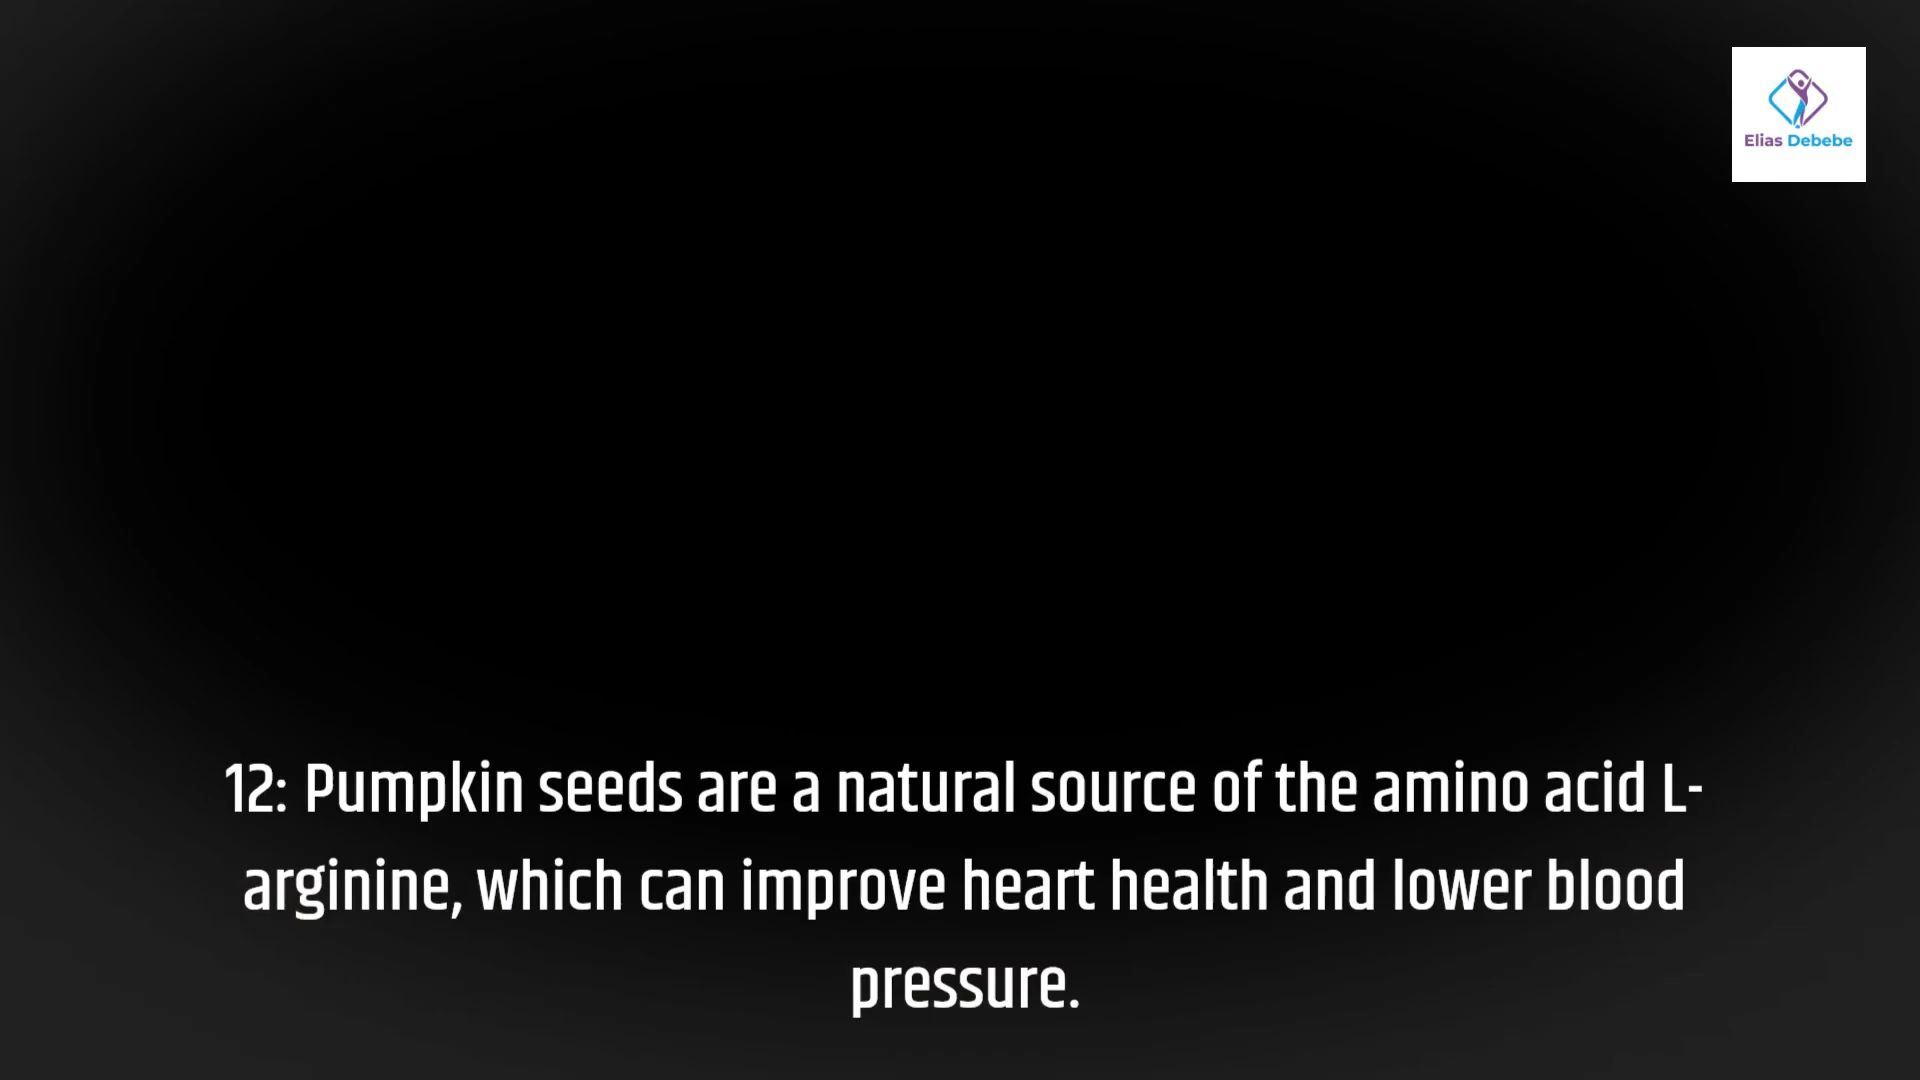 Elias Debebe
12: Pumpkin seeds are a natural source of the amino acid L-
arginine, which can improve heart health and lower blood
pressure.